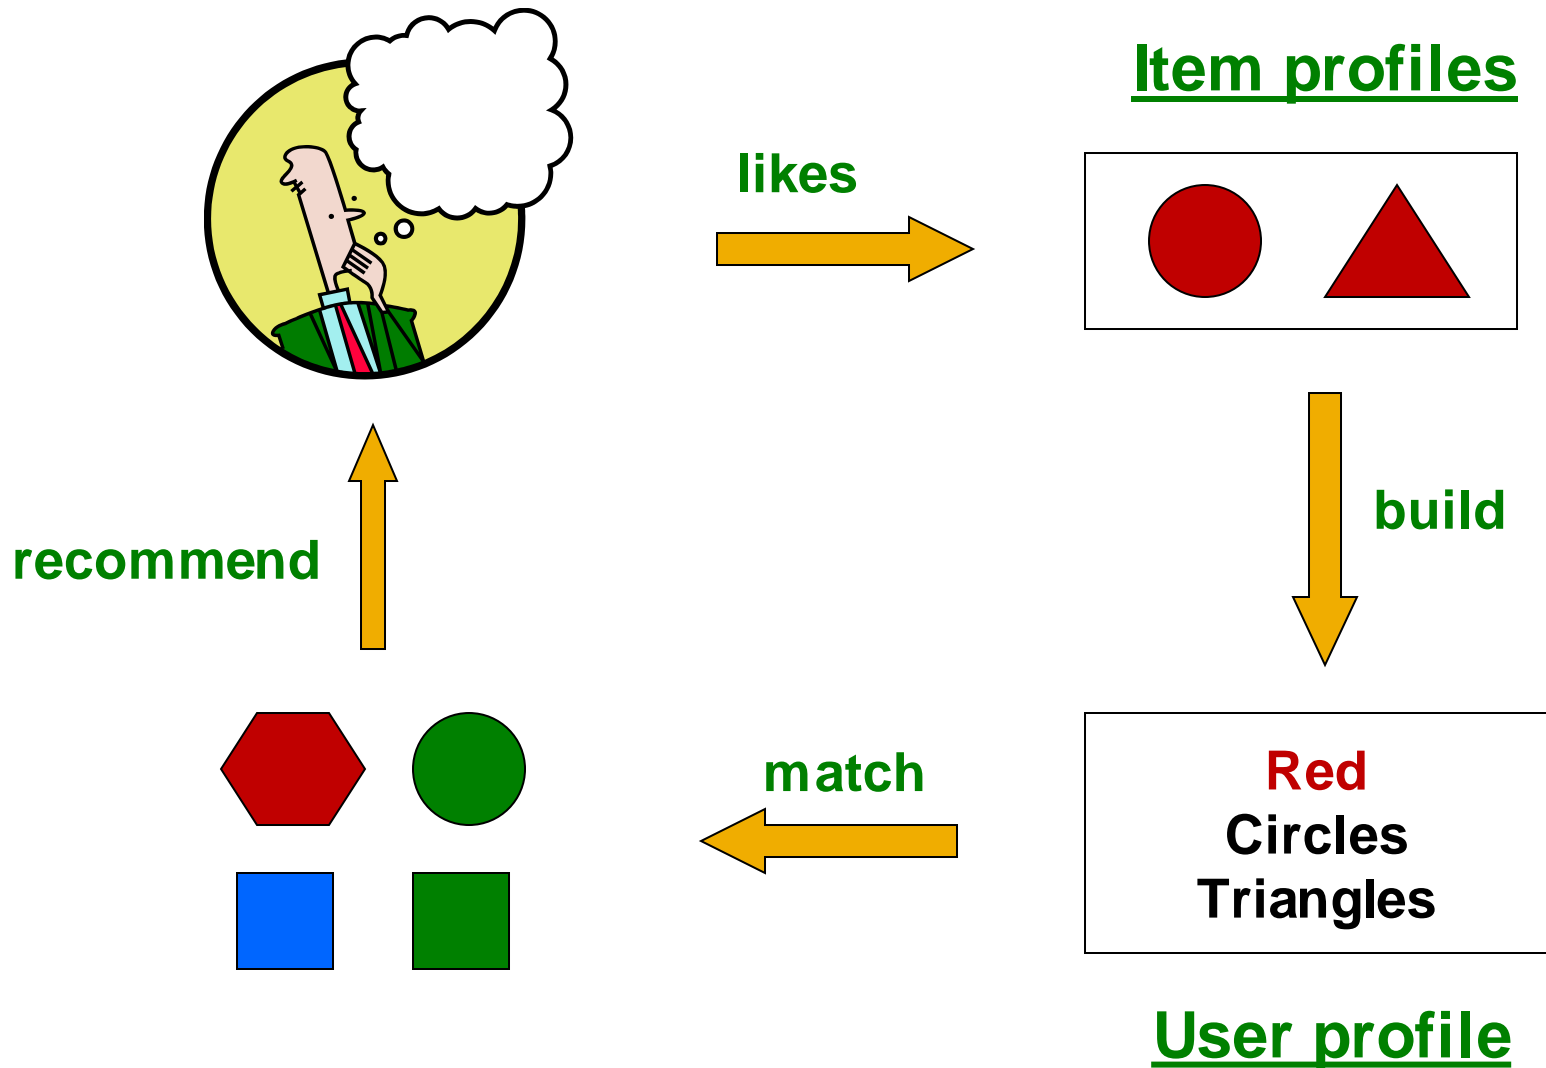 Item profiles
likes
build
recommend
match
Red
Circles
Triangles
User profile